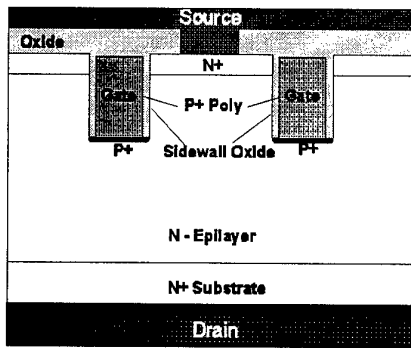 Source
Oxide
N+
Gate
P+ Poly
Gate
P+
Sidewall Oxide
P+
N - Epilayer
N+ Substrate
Drain